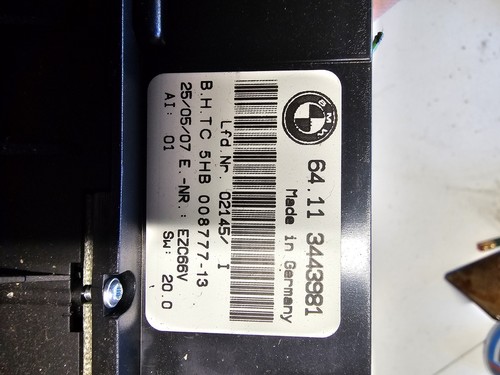 BMW
64.11 3443981
Made in Germany
Lfd.Nr. 02145/ I
B.H.T.C 5HB 008777-13
25/05/07 E.-NR.: EZC66V
AI: 01 SW: 20.0